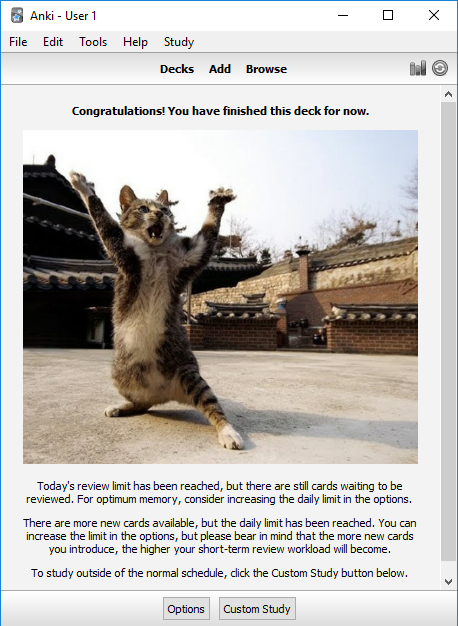 Anki - User 1
File Edit Tools Help Study
Decks Add Browse
Congratulations! You have finished this deck for now.
Today's review limit has been reached, but there are still cards waiting to be
reviewed. For optimum memory, consider increasing the daily limit in the options.
There are more new cards available, but the daily limit has been reached. You can
increase the limit in the options, but please bear in mind that the more new cards
you introduce, the higher your short-term review workload will become.
To study outside of the normal schedule, click the Custom Study button below.
Options Custom Study